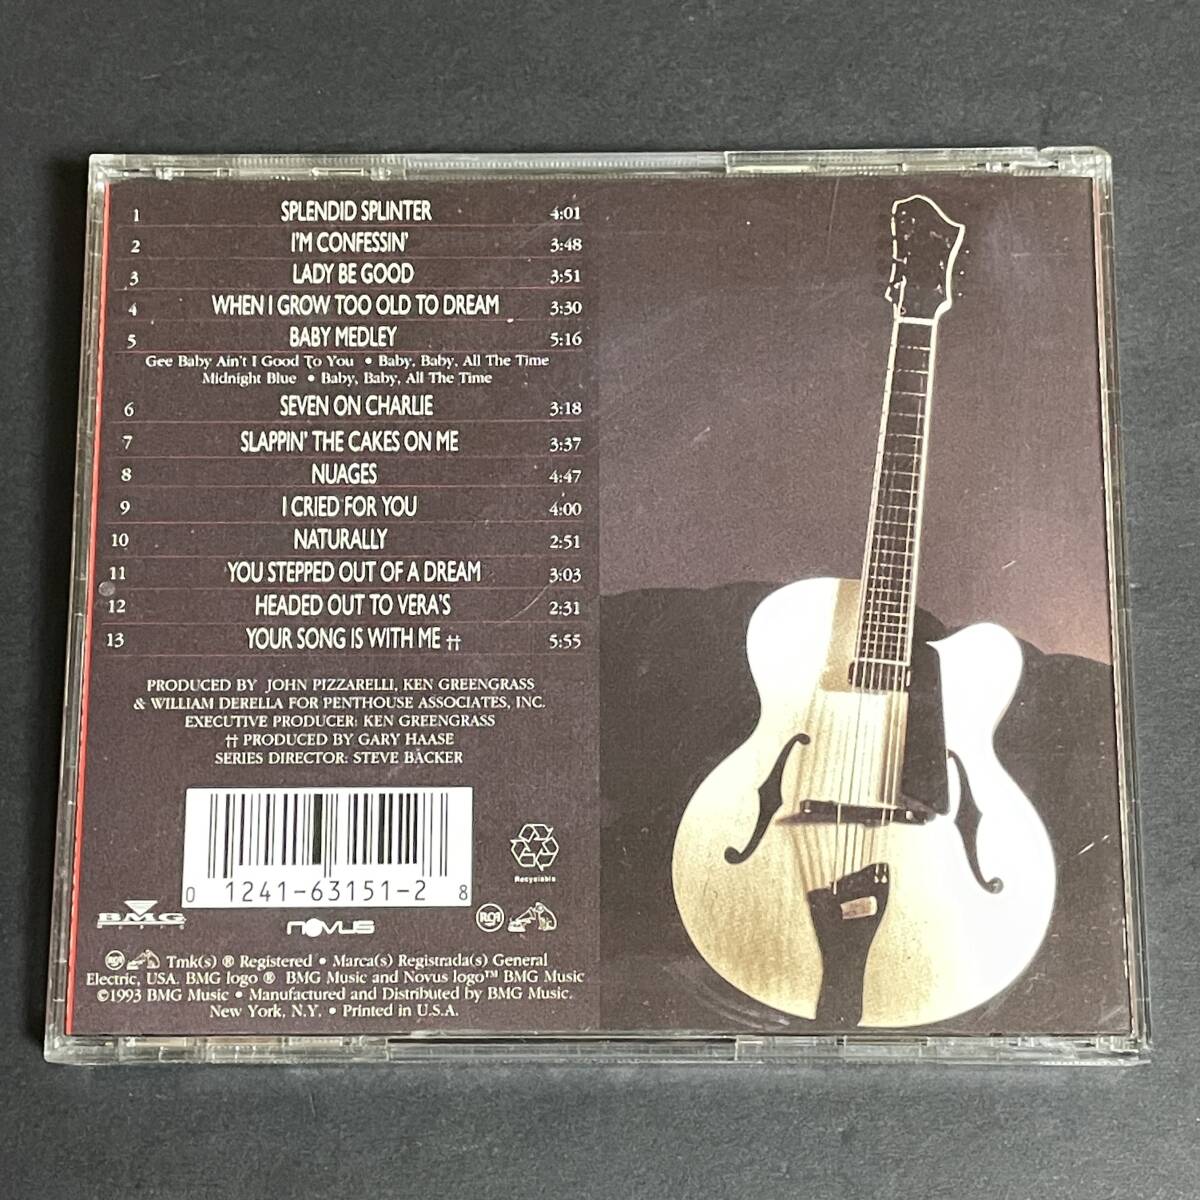 1 SPLENDID SPLINTER 4:01
2 I'M CONFESSIN' 3:48
3 LADY BE GOOD 3:51
4 WHEN I GROW TOO OLD TO DREAM 3:30
5 BABY MEDLEY 5:16
Gee Baby Ain't I Good To You • Baby, Baby, All The Time
Midnight Blue • Baby, Baby, All The Time
6 SEVEN ON CHARLIE 3:18
7 SLAPPIN' THE CAKES ON ME 3:37
8 NUAGES 4:47
9 I CRIED FOR YOU 4:00
10 NATURALLY 2:51
11 YOU STEPPED OUT OF A DREAM 3:03
12 HEADED OUT TO VERA'S 2:31
13 YOUR SONG IS WITH ME †† 5:55
PRODUCED BY JOHN PIZZARELLI, KEN GREENGRASS
& WILLIAM DERELLA FOR PENTHOUSE ASSOCIATES, INC.
EXECUTIVE PRODUCER: KEN GREENGRASS
†† PRODUCED BY GARY HAASE
SERIES DIRECTOR: STEVE BACKER
0 1241-63151-2 8
Recyclable
BMG
MUSIC
NOVUS
RCA
RCA Tmk(s) ® Registered • Marca(s) Registrada(s) General
Electric, USA. BMG logo ® BMG Music and Novus logo™ BMG Music
©1993 BMG Music • Manufactured and Distributed by BMG Music.
New York, N.Y. • Printed in U.S.A.